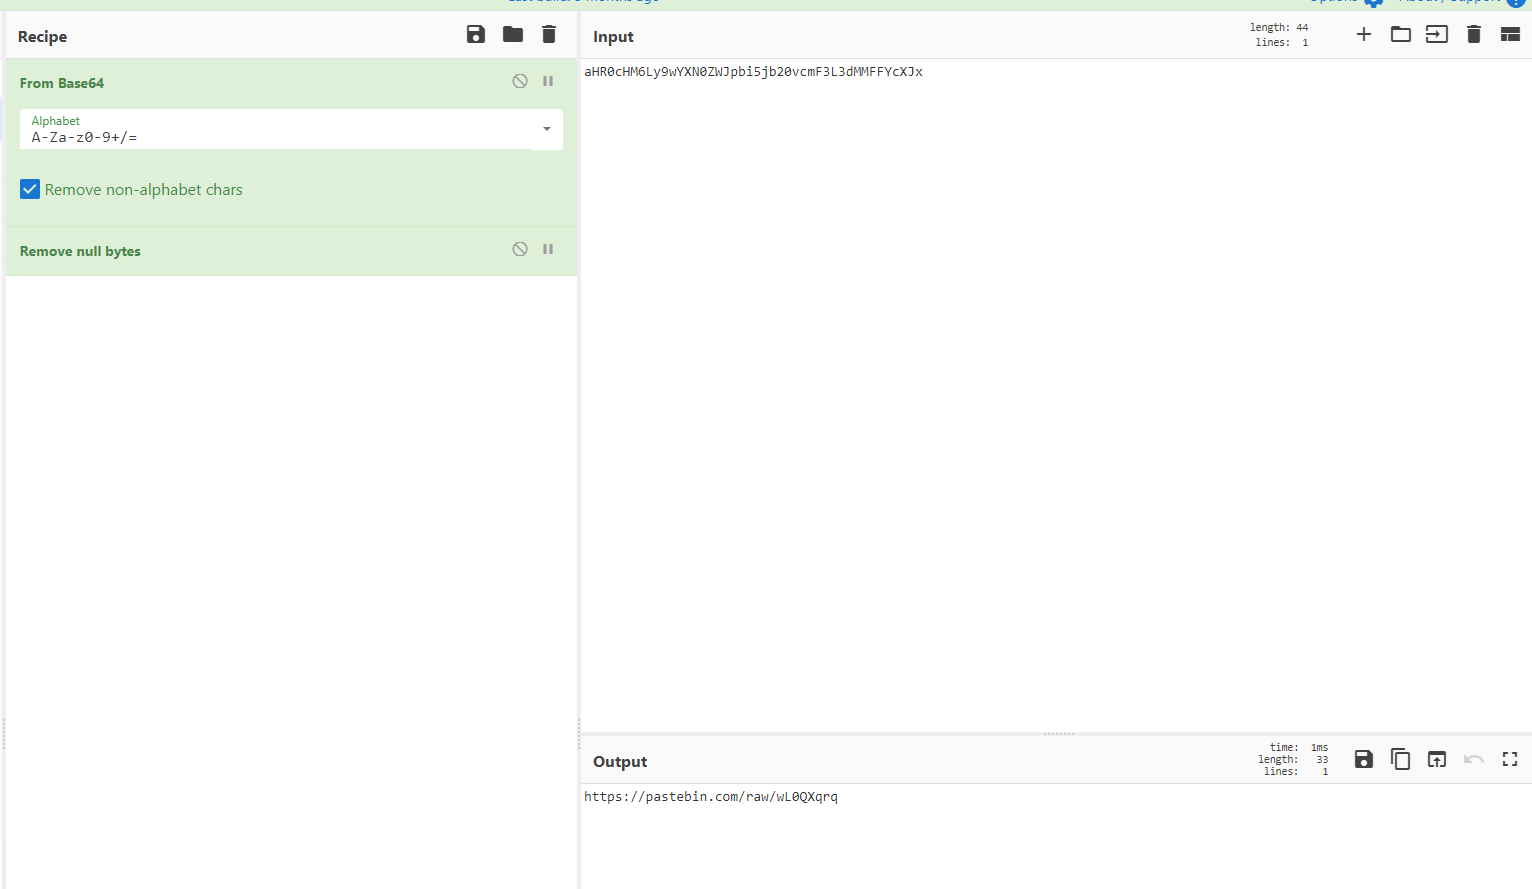 Recipe
From Base64
Alphabet
A-Za-z0-9+/=
Remove non-alphabet chars
Remove null bytes
Input
length: 44
lines: 1
aHR0cHM6Ly9wYXN0ZWJpbi5jb20vcmF3L3dMMFFYcXJx
Output
time: 1ms
length: 33
lines: 1
https://pastebin.com/raw/wL0QXqrq